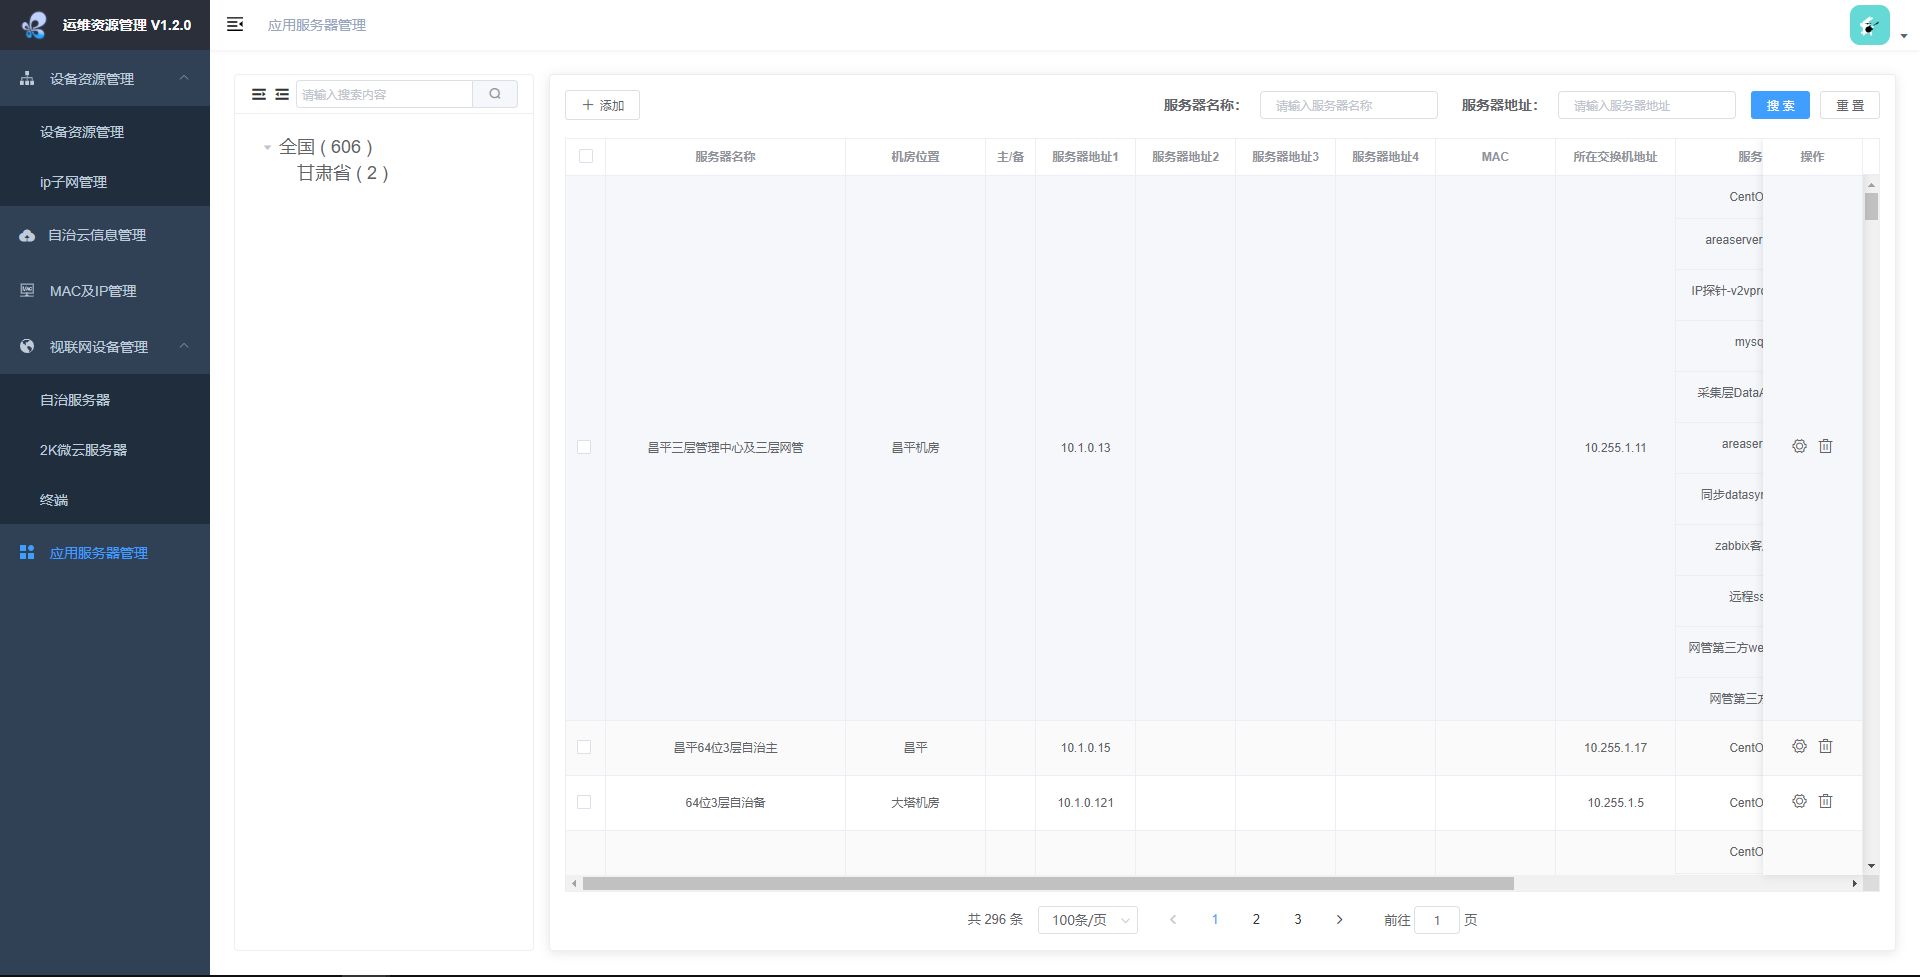 运维资源管理 V1.2.0
设备资源管理
设备资源管理
ip子网管理
自治云信息管理
MAC及IP管理
视联网设备管理
自治服务器
2K微云服务器
终端
应用服务器管理
应用服务器管理
请输入搜索内容
全国 ( 606 )
甘肃省 ( 2 )
添加
服务器名称： 请输入服务器名称 服务器地址： 请输入服务器地址 搜 索 重 置
服务器名称 机房位置 主/备 服务器地址1 服务器地址2 服务器地址3 服务器地址4 MAC 所在交换机地址 服务 操作
CentO
areaserver
IP探针-v2vpro
mysq
采集层DataA
areaser
昌平三层管理中心及三层网管 昌平机房 10.1.0.13 10.255.1.11
同步datasyn
zabbix客
远程ss
网管第三方we
网管第三方
昌平64位3层自治主 昌平 10.1.0.15 10.255.1.17 CentO
64位3层自治备 大塔机房 10.1.0.121 10.255.1.5 CentO
CentO
共 296 条 100条/页 1 2 3 前往 1 页